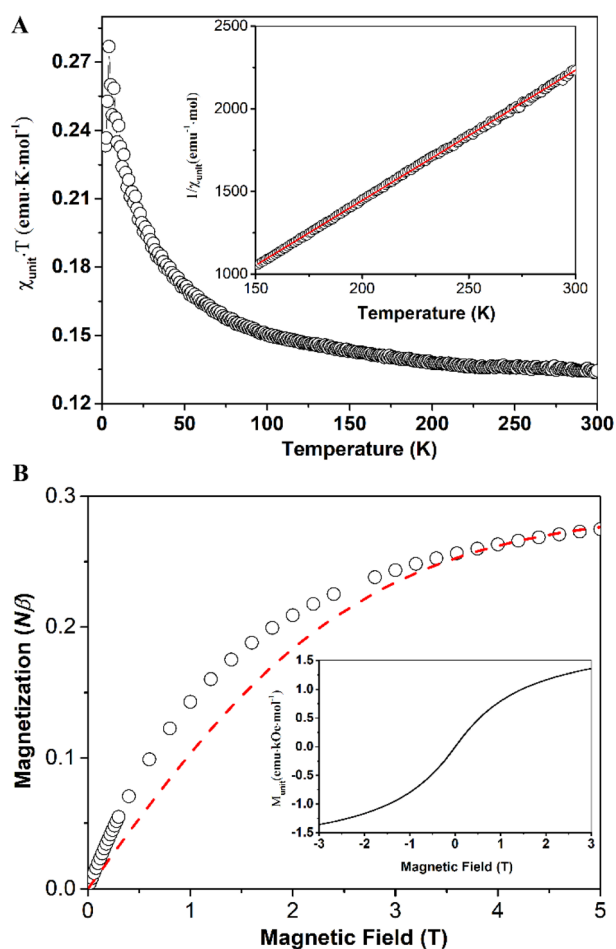 A
0.27
0.24
0.21
0.18
0.15
0.12
χunit·T (emu·K·mol⁻¹)
0 50 100 150 200 250 300
Temperature (K)
2500
2000
1500
1000
1/χunit(emu⁻¹·mol)
150 200 250 300
Temperature (K)
B
0.3
0.2
0.1
0.0
Magnetization (Nβ)
0 1 2 3 4 5
Magnetic Field (T)
1.5
1.0
0.5
0.0
-0.5
-1.0
-1.5
Munit(emu·kOe·mol⁻¹)
-3 -2 -1 0 1 2 3
Magnetic Field (T)